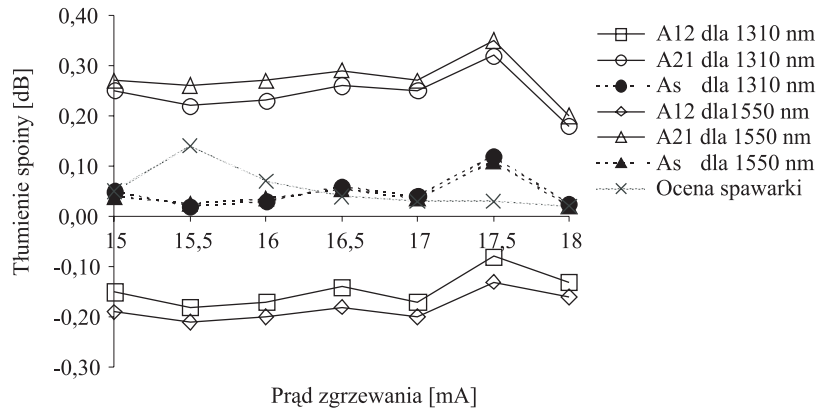 0,40
0,30
0,20
0,10
0,00
-0,10
-0,20
-0,30
Tłumienie spoiny [dB]
15 15,5 16 16,5 17 17,5 18
Prąd zgrzewania [mA]
A12 dla 1310 nm
A21 dla 1310 nm
As dla 1310 nm
A12 dla1550 nm
A21 dla 1550 nm
As dla 1550 nm
Ocena spawarki